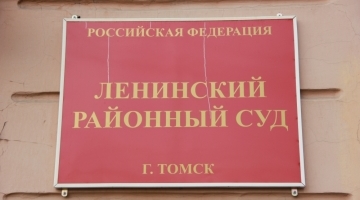 РОССИЙСКАЯ ФЕДЕРАЦИЯ
ЛЕНИНСКИЙ
РАЙОННЫЙ СУД
Г. ТОМСК